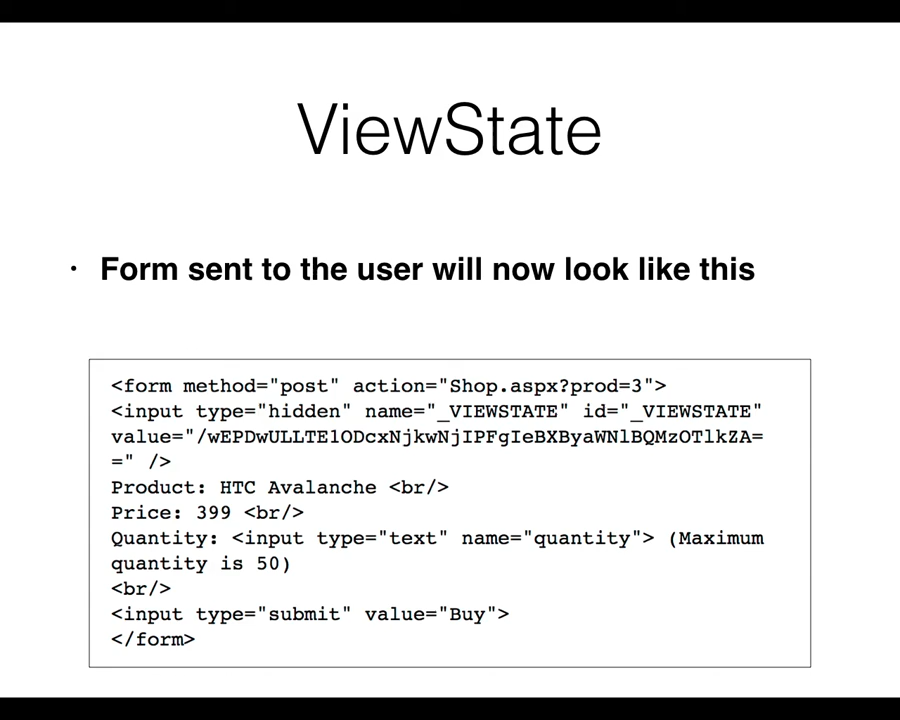 ViewState
• Form sent to the user will now look like this
<form method="post" action="Shop.aspx?prod=3">
<input type="hidden" name="_VIEWSTATE" id="_VIEWSTATE"
value="/wEPDwULLTE1ODcxNjkwNjIPFgIeBXByaWNlBQMzOTlkZA=
=" />
Product: HTC Avalanche <br/>
Price: 399 <br/>
Quantity: <input type="text" name="quantity"> (Maximum
quantity is 50)
<br/>
<input type="submit" value="Buy">
</form>